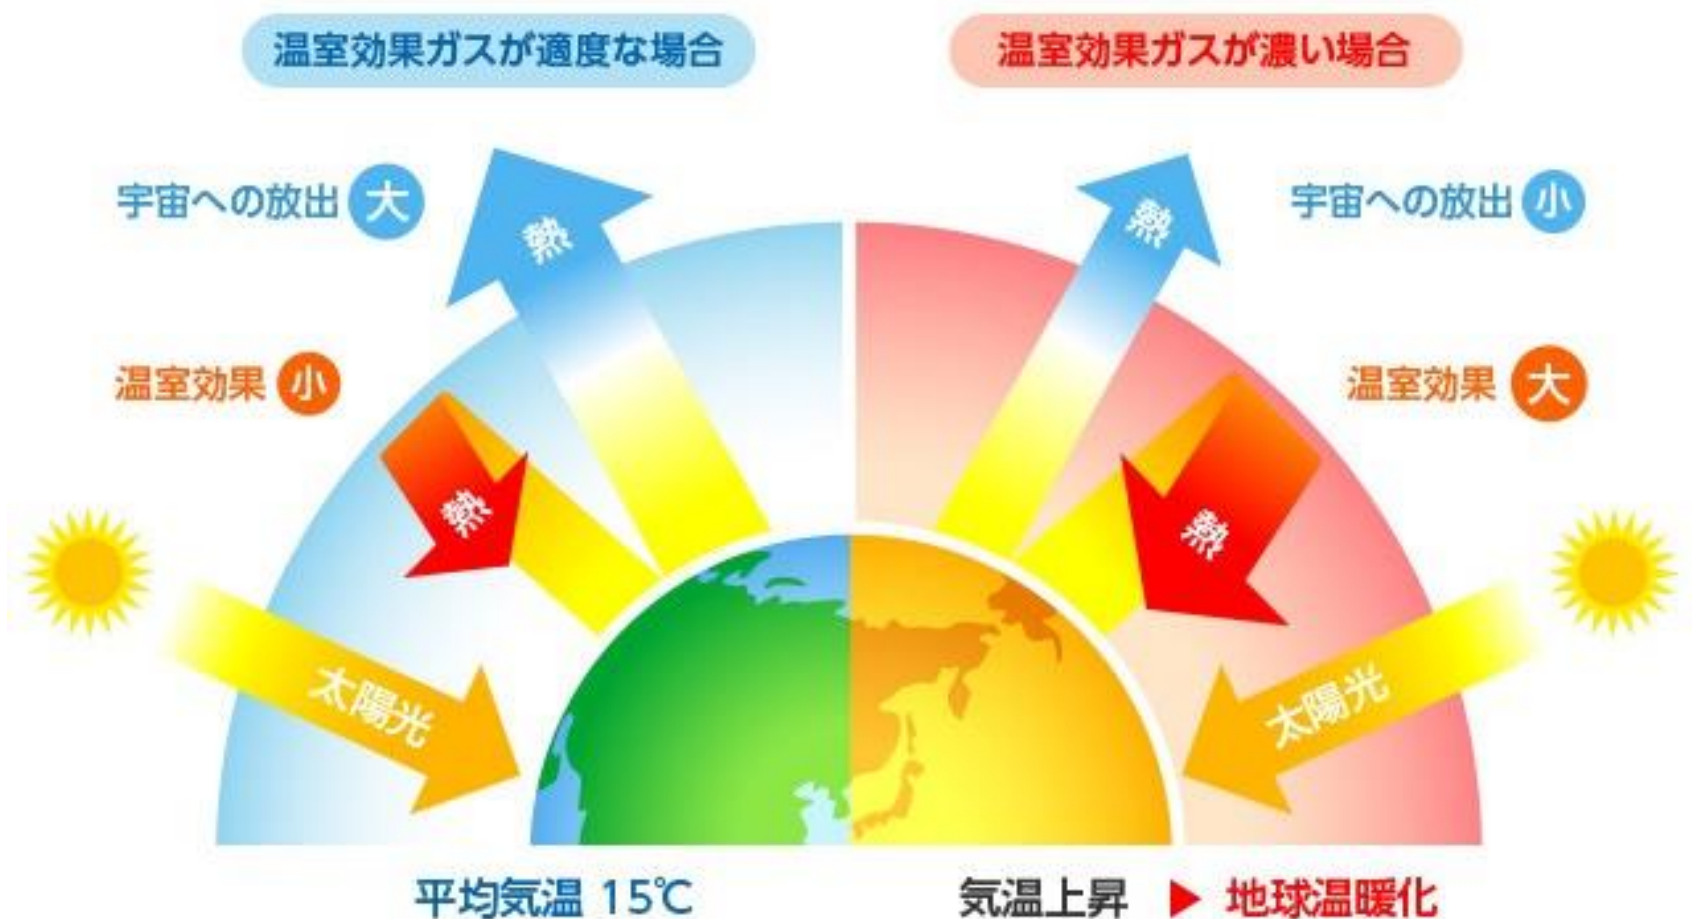 温室効果ガスが適度な場合
温室効果ガスが濃い場合
宇宙への放出 大
熱
熱
宇宙への放出 小
温室効果 小
熱
熱
温室効果 大
太陽光
太陽光
平均気温 15℃
気温上昇 ▶ 地球温暖化